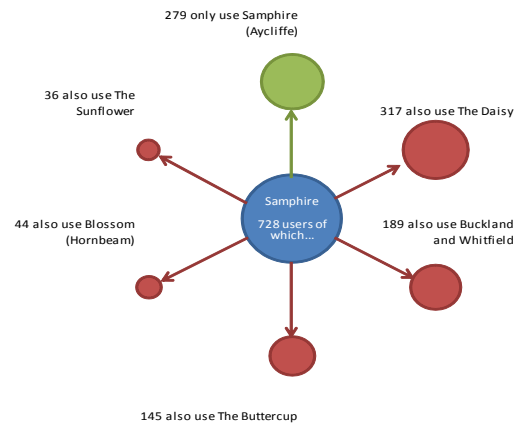 279 only use Samphire
(Aycliffe)
36 also use The
Sunflower
317 also use The Daisy
Samphire
728 users of
which...
44 also use Blossom
(Hornbeam)
189 also use Buckland
and Whitfield
145 also use The Buttercup